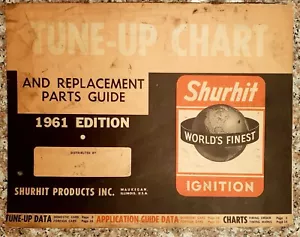 TUNE-UP CHART
AND REPLACEMENT
PARTS GUIDE
1961 EDITION
DISTRIBUTED BY
SHURHIT PRODUCTS INC.
WAUKEGAN,
ILLINOIS, U.S.A.
Shurhit
WORLD'S FINEST
IGNITION
TUNE-UP DATA
APPLICATION GUIDE DATA
CHARTS